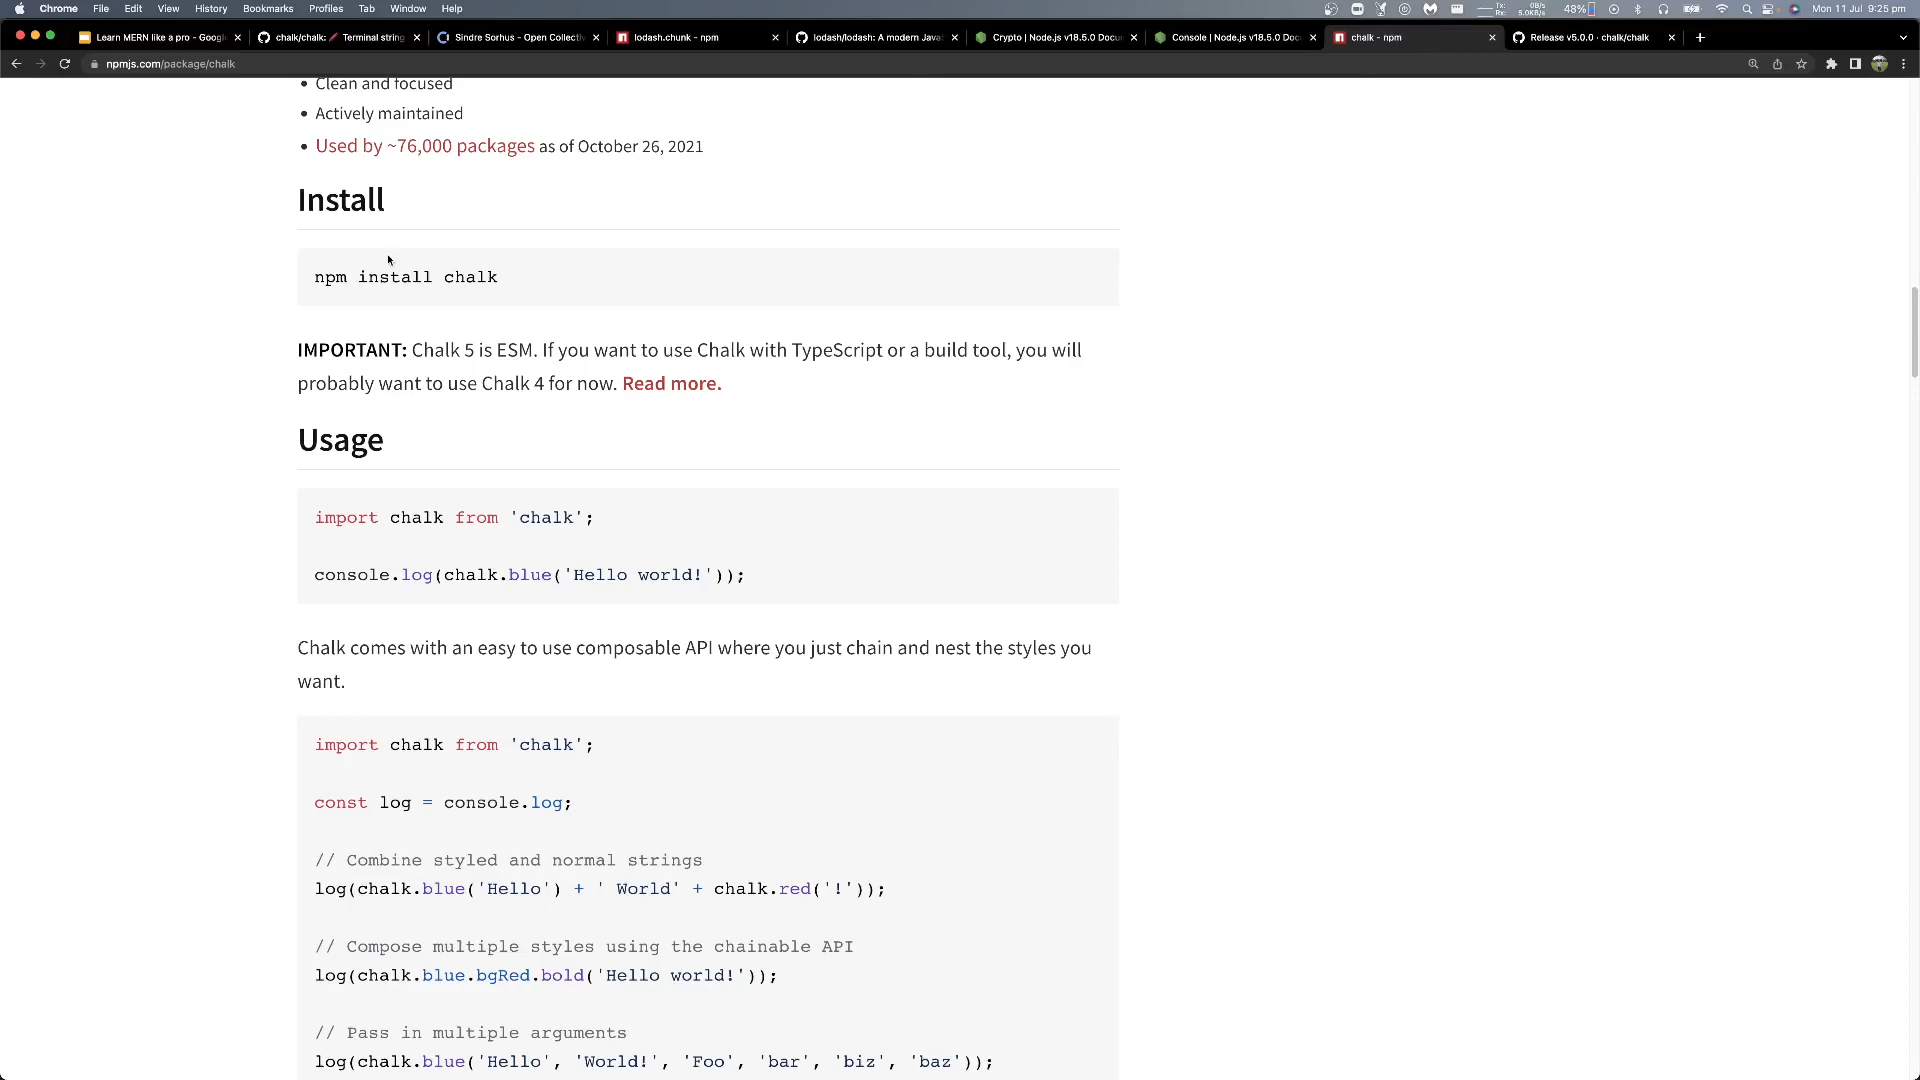 Chrome File Edit View History Bookmarks Profiles Tab Window Help
Tx: 0B/s
Rx: 5.0KB/s
48%
Mon 11 Jul 9:25 pm
Learn MERN like a pro - Google
chalk/chalk: 🖍 Terminal string
Sindre Sorhus - Open Collectiv
lodash.chunk - npm
lodash/lodash: A modern Java
Crypto | Node.js v18.5.0 Docu
Console | Node.js v18.5.0 Doc
chalk - npm
Release v5.0.0 · chalk/chalk
npmjs.com/package/chalk
• Clean and focused
• Actively maintained
• Used by ~76,000 packages as of October 26, 2021
Install
npm install chalk
IMPORTANT: Chalk 5 is ESM. If you want to use Chalk with TypeScript or a build tool, you will
probably want to use Chalk 4 for now. Read more.
Usage
import chalk from 'chalk';
console.log(chalk.blue('Hello world!'));
Chalk comes with an easy to use composable API where you just chain and nest the styles you
want.
import chalk from 'chalk';
const log = console.log;
// Combine styled and normal strings
log(chalk.blue('Hello') + ' World' + chalk.red('!'));
// Compose multiple styles using the chainable API
log(chalk.blue.bgRed.bold('Hello world!'));
// Pass in multiple arguments
log(chalk.blue('Hello', 'World!', 'Foo', 'bar', 'biz', 'baz'));